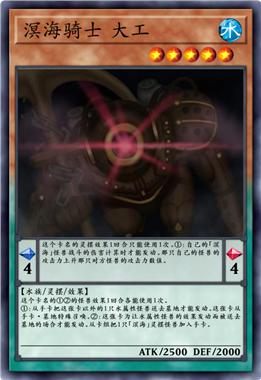 溟海骑士 大工
水
这个卡名的灵摆效果1回合只能使用1次。①：自己的「溟
海」怪兽战斗的伤害计算时才能发动。那只自己的怪兽的
攻击力上升那只对方怪兽的攻击力数值。
4
4
【水族/灵摆/效果】
这个卡名的①②的怪兽效果1回合各能使用1次。
①：从手卡把这张卡以外的1只水属性怪兽送去墓地才能发动。这张卡从
手卡・墓地特殊召唤。②：这张卡为让水属性怪兽的效果发动而被送去
墓地的场合才能发动。从卡组把1只「溟海」灵摆怪兽加入手卡。
ATK/2500 DEF/2000